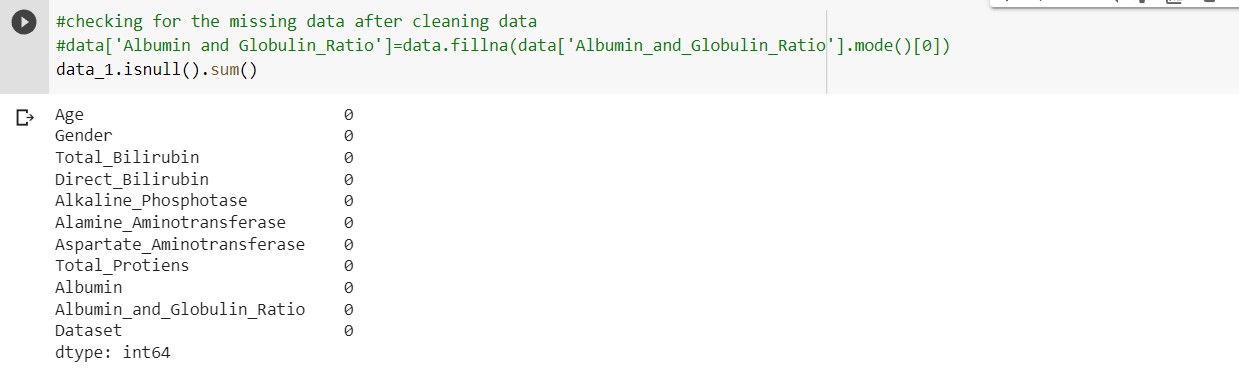 #checking for the missing data after cleaning data
#data['Albumin and Globulin_Ratio']=data.fillna(data['Albumin_and_Globulin_Ratio'].mode()[0])
data_1.isnull().sum()
Age 0
Gender 0
Total_Bilirubin 0
Direct_Bilirubin 0
Alkaline_Phosphotase 0
Alamine_Aminotransferase 0
Aspartate_Aminotransferase 0
Total_Protiens 0
Albumin 0
Albumin_and_Globulin_Ratio 0
Dataset 0
dtype: int64